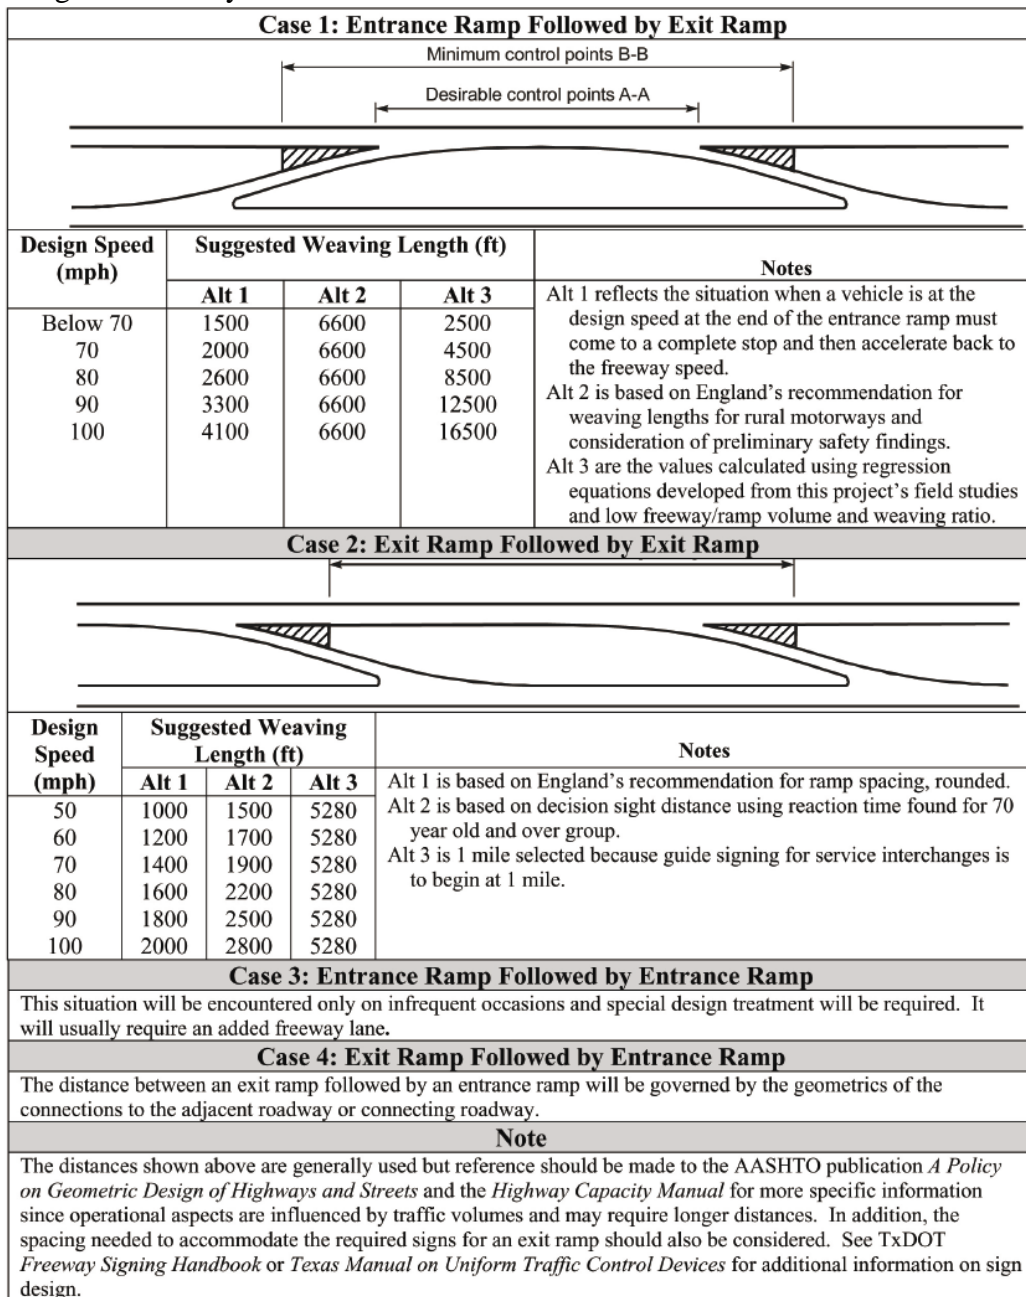 Case 1: Entrance Ramp Followed by Exit Ramp
Minimum control points B-B
Desirable control points A-A
Design Speed (mph)
Suggested Weaving Length (ft)
Notes
Alt 1 Alt 2 Alt 3
Below 70 1500 6600 2500
70 2000 6600 4500
80 2600 6600 8500
90 3300 6600 12500
100 4100 6600 16500
Alt 1 reflects the situation when a vehicle is at the
design speed at the end of the entrance ramp must
come to a complete stop and then accelerate back to
the freeway speed.
Alt 2 is based on England's recommendation for
weaving lengths for rural motorways and
consideration of preliminary safety findings.
Alt 3 are the values calculated using regression
equations developed from this project's field studies
and low freeway/ramp volume and weaving ratio.
Case 2: Exit Ramp Followed by Exit Ramp
Design
Speed
(mph)
Suggested Weaving
Length (ft)
Notes
Alt 1 Alt 2 Alt 3
50 1000 1500 5280
60 1200 1700 5280
70 1400 1900 5280
80 1600 2200 5280
90 1800 2500 5280
100 2000 2800 5280
Alt 1 is based on England's recommendation for ramp spacing, rounded.
Alt 2 is based on decision sight distance using reaction time found for 70
year old and over group.
Alt 3 is 1 mile selected because guide signing for service interchanges is
to begin at 1 mile.
Case 3: Entrance Ramp Followed by Entrance Ramp
This situation will be encountered only on infrequent occasions and special design treatment will be required. It
will usually require an added freeway lane.
Case 4: Exit Ramp Followed by Entrance Ramp
The distance between an exit ramp followed by an entrance ramp will be governed by the geometrics of the
connections to the adjacent roadway or connecting roadway.
Note
The distances shown above are generally used but reference should be made to the AASHTO publication A Policy
on Geometric Design of Highways and Streets and the Highway Capacity Manual for more specific information
since operational aspects are influenced by traffic volumes and may require longer distances. In addition, the
spacing needed to accommodate the required signs for an exit ramp should also be considered. See TxDOT
Freeway Signing Handbook or Texas Manual on Uniform Traffic Control Devices for additional information on sign
design.